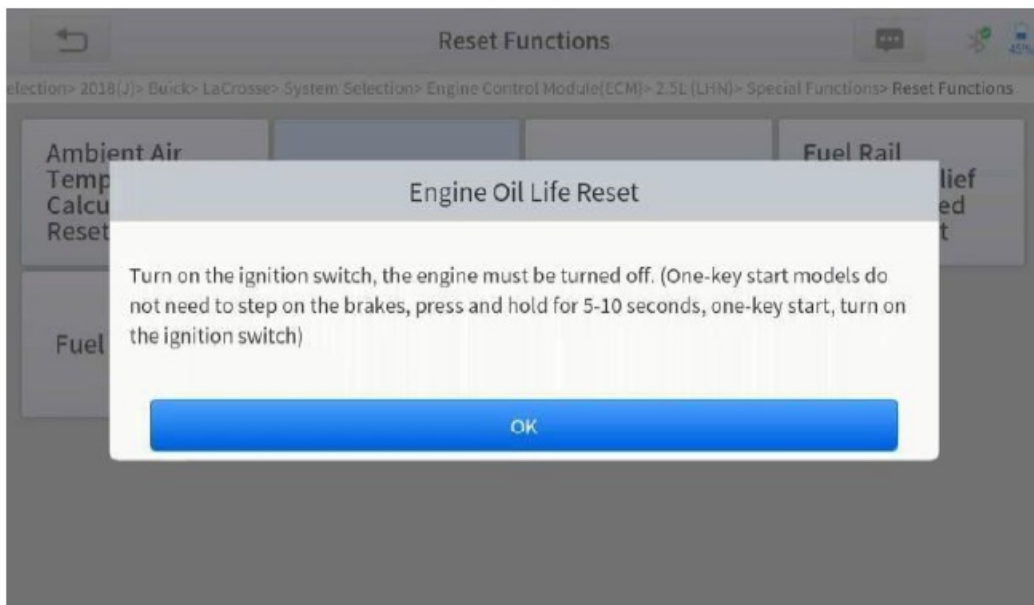 Reset Functions
45%
election> 2018(J)> Buick> LaCrosse> System Selection> Engine Control Module(ECM)> 2.5L (LHN)> Special Functions> Reset Functions
Ambient Air
Temp
Calcu
Reset
Fuel Rail
lief
ed
t
Fuel
Engine Oil Life Reset
Turn on the ignition switch, the engine must be turned off. (One-key start models do
not need to step on the brakes, press and hold for 5-10 seconds, one-key start, turn on
the ignition switch)
OK